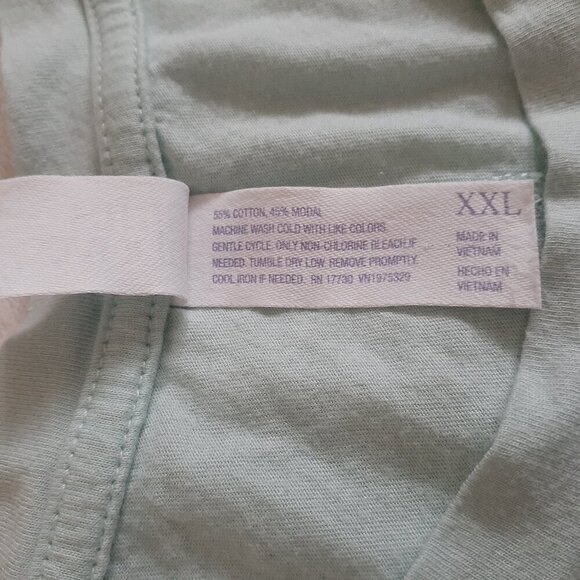 XXL
55% COTTON, 45% MODAL
MACHINE WASH COLD WITH LIKE COLORS.
GENTLE CYCLE. ONLY NON-CHLORINE BLEACH, IF
NEEDED. TUMBLE DRY LOW. REMOVE PROMPTLY.
COOL IRON IF NEEDED. RN 17730 VN1975329
MADE IN
VIETNAM
HECHO EN
VIETNAM